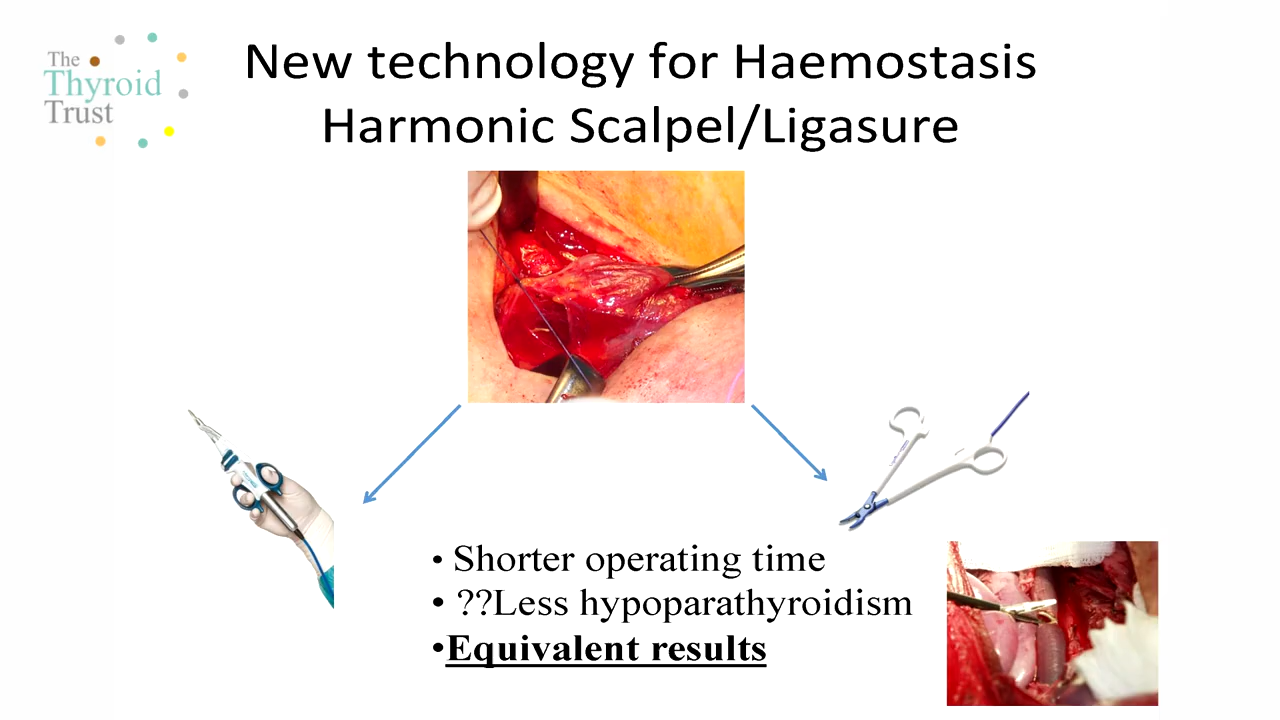 The
Thyroid
Trust
New technology for Haemostasis
Harmonic Scalpel/Ligasure
• Shorter operating time
• ??Less hypoparathyroidism
•Equivalent results